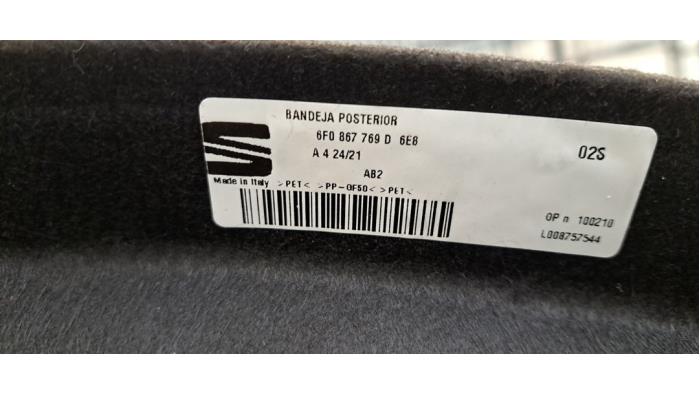 BANDEJA POSTERIOR
6F0 867 769 D 6E8
A 4 24/21
02S
AB2
Made in Italy >PET< >PP-GF50< >PET<
OP n 100210
L008757544